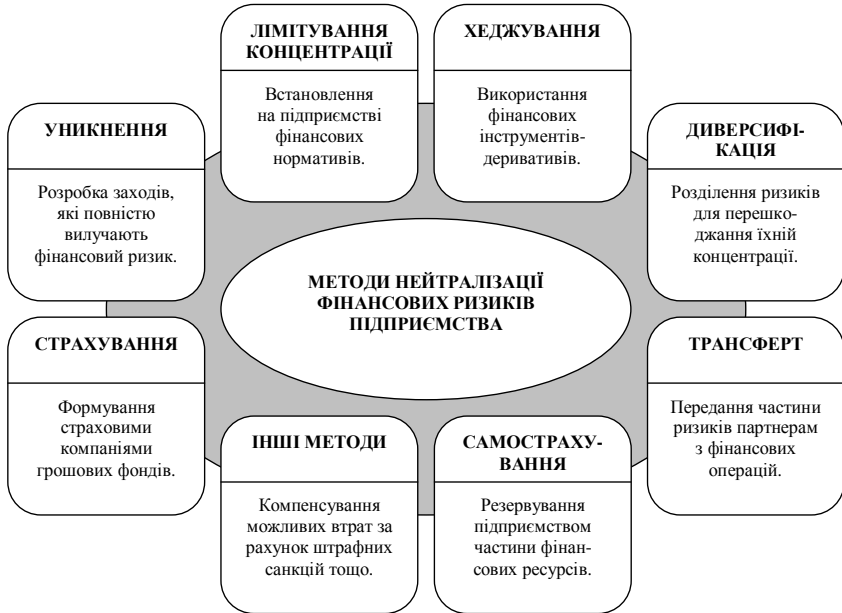 ЛІМІТУВАННЯ
КОНЦЕНТРАЦІЇ
Встановлення
на підприємстві
фінансових
нормативів.
ХЕДЖУВАННЯ
Використання
фінансових
інструментів-
деривативів.
УНИКНЕННЯ
Розробка заходів,
які повністю
вилучають
фінансовий ризик.
ДИВЕРСИФІ-
КАЦІЯ
Розділення ризиків
для перешко-
джання їхній
концентрації.
МЕТОДИ НЕЙТРАЛІЗАЦІЇ
ФІНАНСОВИХ РИЗИКІВ
ПІДПРИЄМСТВА
СТРАХУВАННЯ
Формування
страховими
компаніями
грошових фондів.
ТРАНСФЕРТ
Передання частини
ризиків партнерам
з фінансових
операцій.
ІНШІ МЕТОДИ
Компенсування
можливих втрат за
рахунок штрафних
санкцій тощо.
САМОСТРАХУ-
ВАННЯ
Резервування
підприємством
частини фінан-
сових ресурсів.